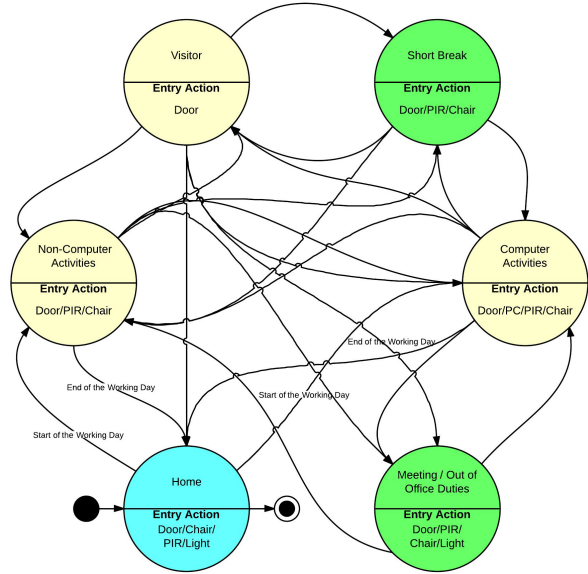 Visitor
Entry Action
Door
Short Break
Entry Action
Door/PIR/Chair
Non-Computer
Activities
Entry Action
Door/PIR/Chair
Computer
Activities
Entry Action
Door/PC/PIR/Chair
End of the Working Day
End of the Working Day
Start of the Working Day
Start of the Working Day
Home
Entry Action
Door/Chair/
PIR/Light
Meeting / Out of
Office Duties
Entry Action
Door/PIR/
Chair/Light